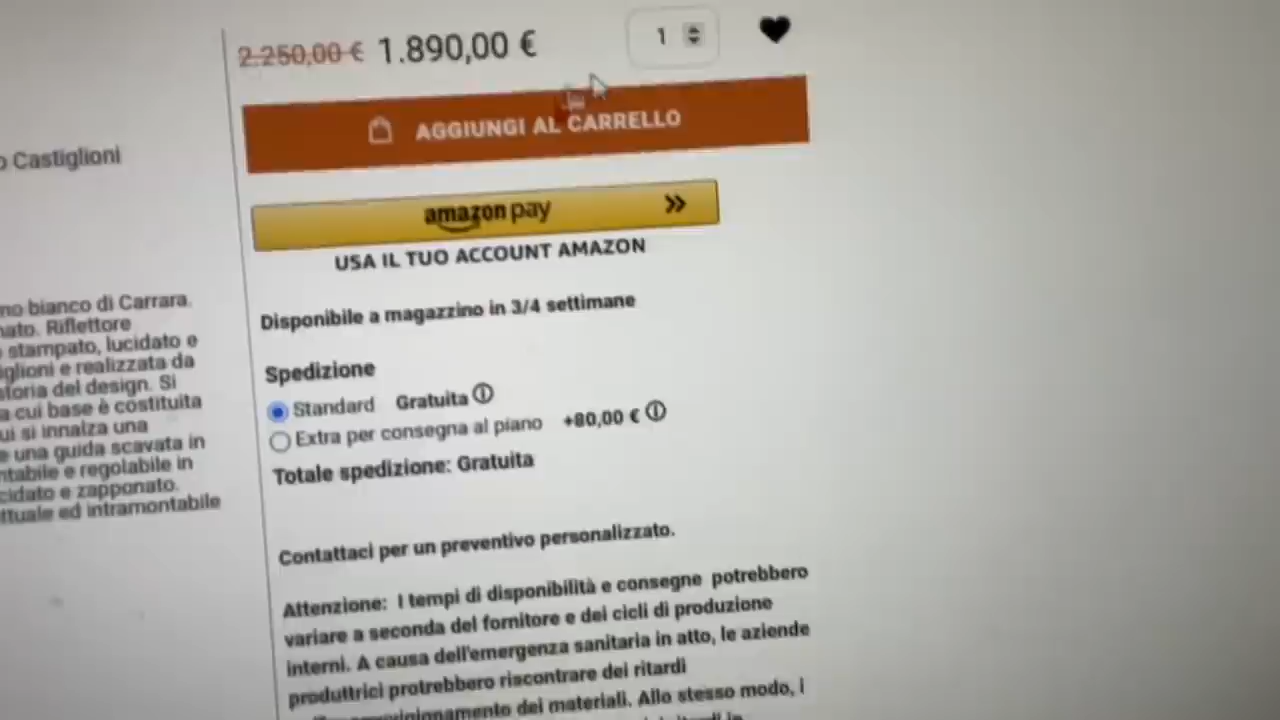 2.250,00 € 1.890,00 €
1
AGGIUNGI AL CARRELLO
Castiglioni
amazon pay
USA IL TUO ACCOUNT AMAZON
bianco di Carrara.
Riflettore
stampato, lucidato e
e realizzata da
design. Si
a cui base è costituita
si innalza una
e una guida scavata in
e regolabile in
e zapponato.
ed intramontabile
Disponibile a magazzino in 3/4 settimane
Spedizione
Standard Gratuita
Extra per consegna al piano +80,00 €
Totale spedizione: Gratuita
Contattaci per un preventivo personalizzato.
Attenzione: I tempi di disponibilità e consegne potrebbero
variare a seconda del fornitore e dei cicli di produzione
interni. A causa dell'emergenza sanitaria in atto, le aziende
produttrici protrebbero riscontrare dei ritardi
dei materiali. Allo stesso modo, i